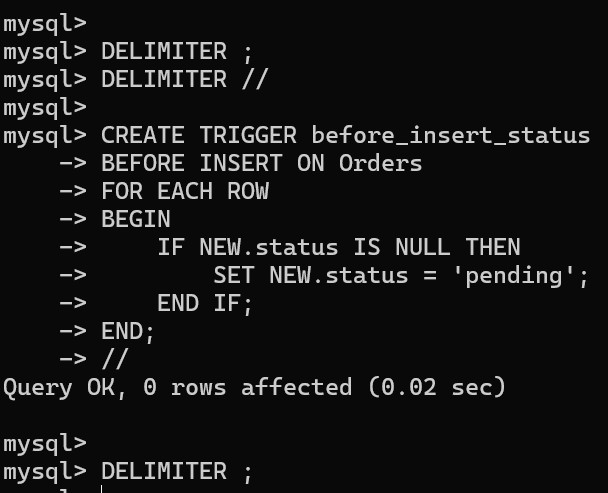 mysql>
mysql> DELIMITER ;
mysql> DELIMITER //
mysql>
mysql> CREATE TRIGGER before_insert_status
    -> BEFORE INSERT ON Orders
    -> FOR EACH ROW
    -> BEGIN
    ->     IF NEW.status IS NULL THEN
    ->         SET NEW.status = 'pending';
    ->     END IF;
    -> END;
    -> //
Query OK, 0 rows affected (0.02 sec)

mysql>
mysql> DELIMITER ;